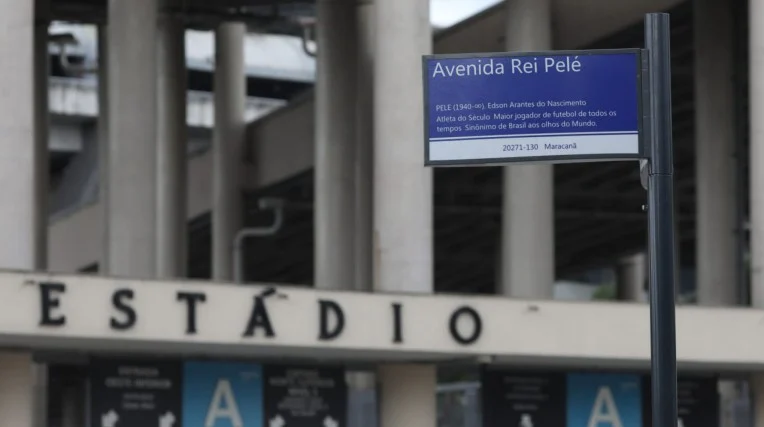 Avenida Rei Pelé
PELÉ (1940-∞), Edson Arantes do Nascimento
Atleta do Século Maior jogador de futebol de todos os
tempos Sinônimo de Brasil aos olhos do Mundo.
20271-130 Maracanã
ESTÁDIO
A
A